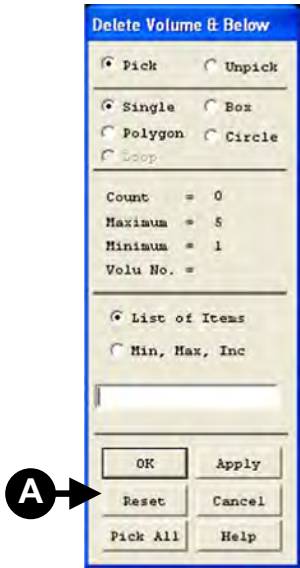 Delete Volume & Below
Pick Unpick
Single Box
Polygon Circle
Loop
Count = 0
Maximum = 5
Minimum = 1
Volu No. =
List of Items
Min, Max, Inc
OK Apply
A Reset Cancel
Pick All Help